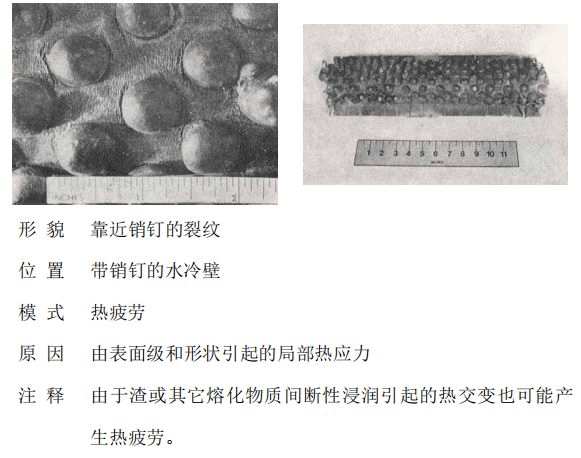 INCHES
1
2
1 2 3 4 5 6 7 8 9 10 11
INCHES
形 貌 靠近销钉的裂纹
位 置 带销钉的水冷壁
模 式 热疲劳
原 因 由表面级和形状引起的局部热应力
注 释 由于渣或其它熔化物质间断性浸润引起的热交变也可能产
生热疲劳。